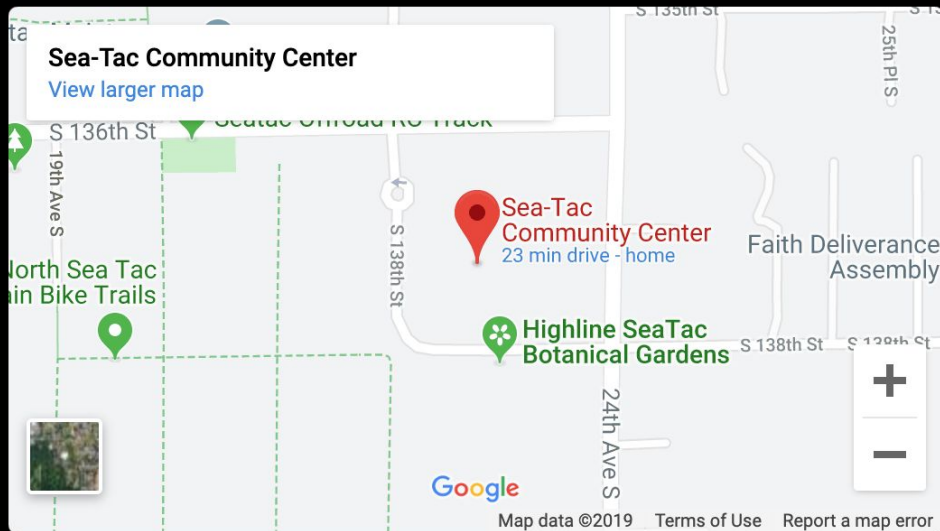 S 135th St
Sea-Tac Community Center
View larger map
25th Pl S
S 136th St
Seatac Offroad RC Track
19th Ave S
Sea-Tac
Community Center
23 min drive - home
S 138th St
Faith Deliverance
Assembly
North Sea Tac
ain Bike Trails
Highline SeaTac
Botanical Gardens
S 138th St
S 138th St
24th Ave S
Google
Map data ©2019 Terms of Use Report a map error